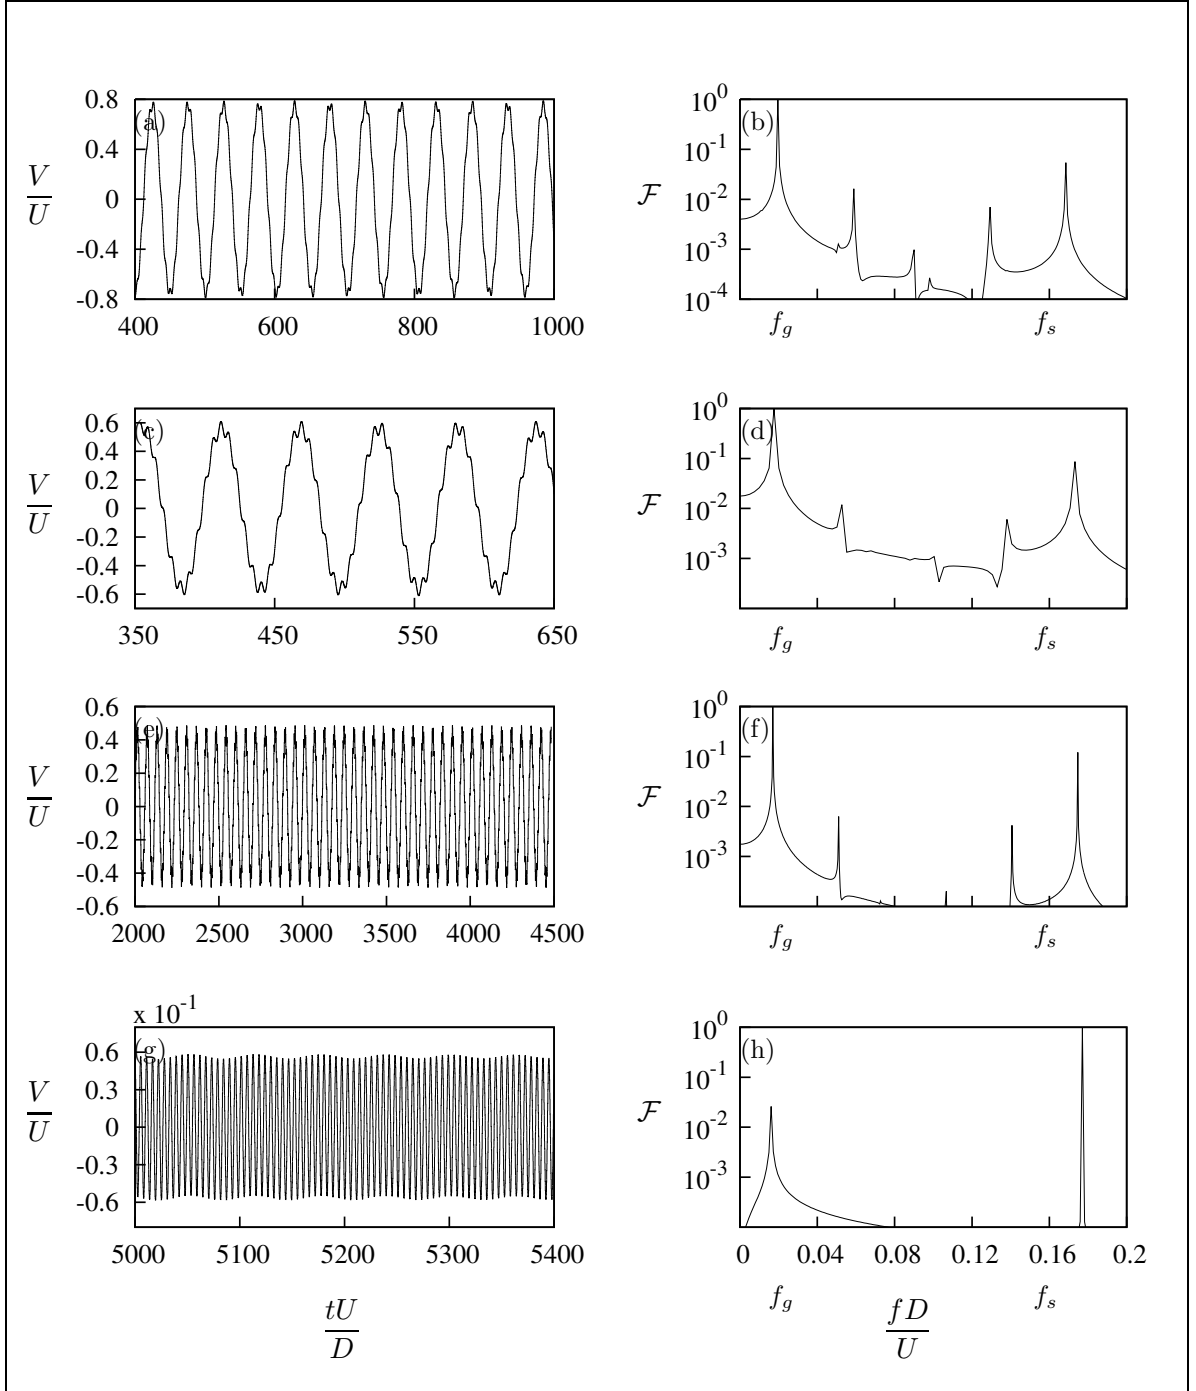 0.8
0.4
0
-0.4
-0.8
V/U
(a)
400 600 800 1000
10^0
10^-1
10^-2
10^-3
10^-4
ℱ
(b)
f_g f_s
0.6
0.4
0.2
0
-0.2
-0.4
-0.6
V/U
(c)
350 450 550 650
10^0
10^-1
10^-2
10^-3
ℱ
(d)
f_g f_s
0.6
0.4
0.2
0
-0.2
-0.4
-0.6
V/U
(e)
2000 2500 3000 3500 4000 4500
10^0
10^-1
10^-2
10^-3
ℱ
(f)
f_g f_s
x 10^-1
0.6
0.3
0
-0.3
-0.6
V/U
(g)
5000 5100 5200 5300 5400
tU/D
10^0
10^-1
10^-2
10^-3
ℱ
(h)
0 0.04 0.08 0.12 0.16 0.2
f_g f_s
fD/U